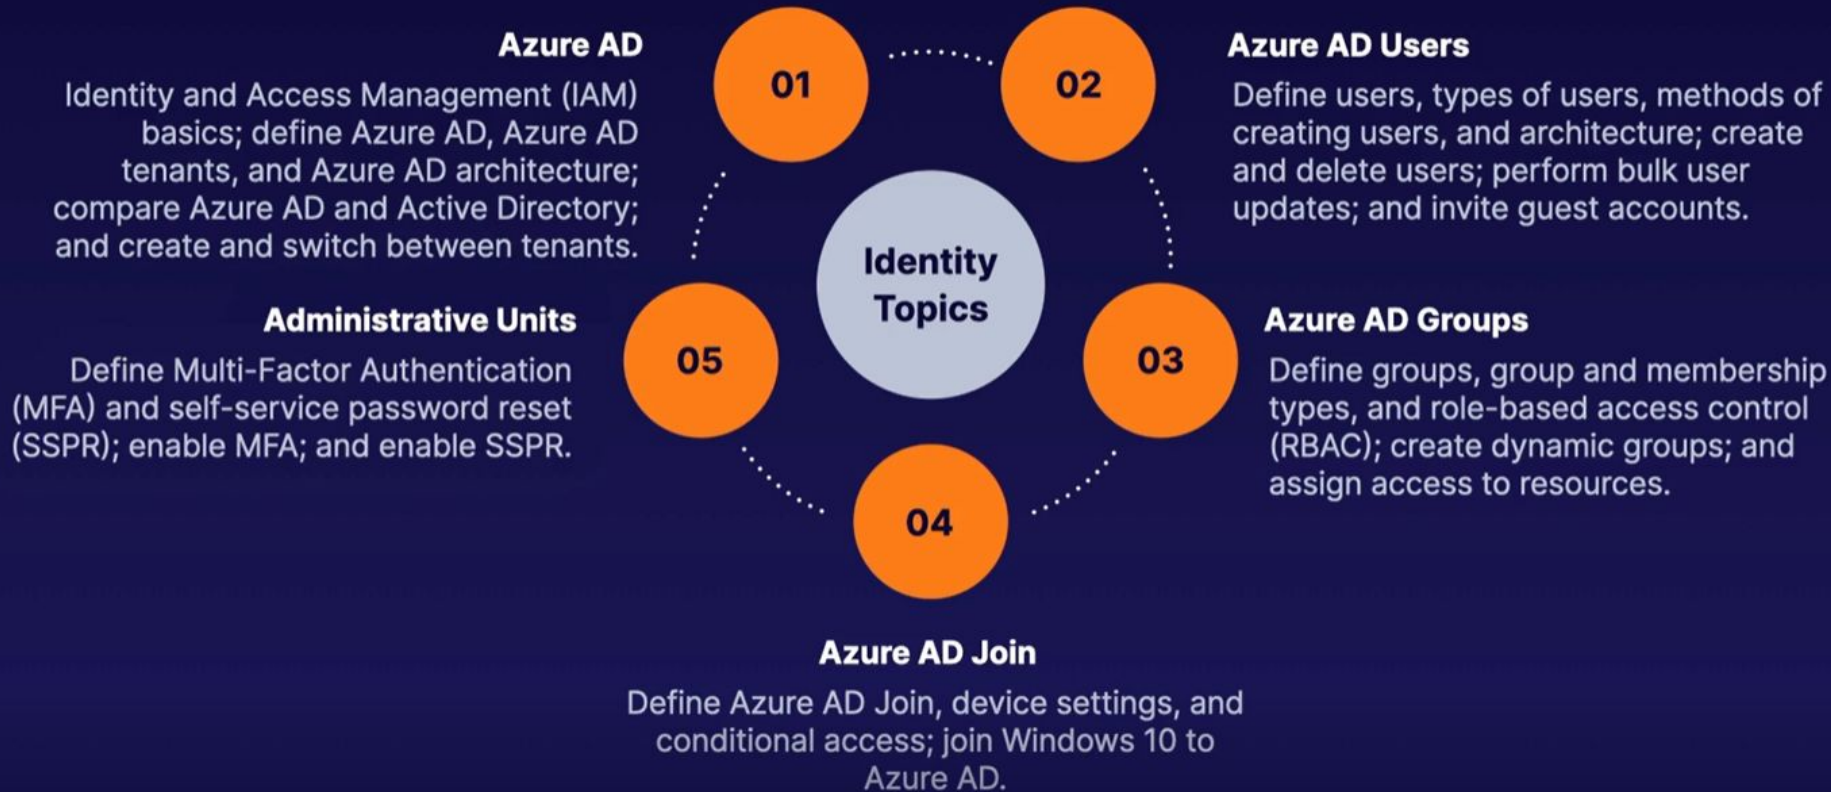 Azure AD
Identity and Access Management (IAM)
basics; define Azure AD, Azure AD
tenants, and Azure AD architecture;
compare Azure AD and Active Directory;
and create and switch between tenants.
01
02
Azure AD Users
Define users, types of users, methods of
creating users, and architecture; create
and delete users; perform bulk user
updates; and invite guest accounts.
Identity
Topics
Administrative Units
Define Multi-Factor Authentication
(MFA) and self-service password reset
(SSPR); enable MFA; and enable SSPR.
05
03
Azure AD Groups
Define groups, group and membership
types, and role-based access control
(RBAC); create dynamic groups; and
assign access to resources.
04
Azure AD Join
Define Azure AD Join, device settings, and
conditional access; join Windows 10 to
Azure AD.